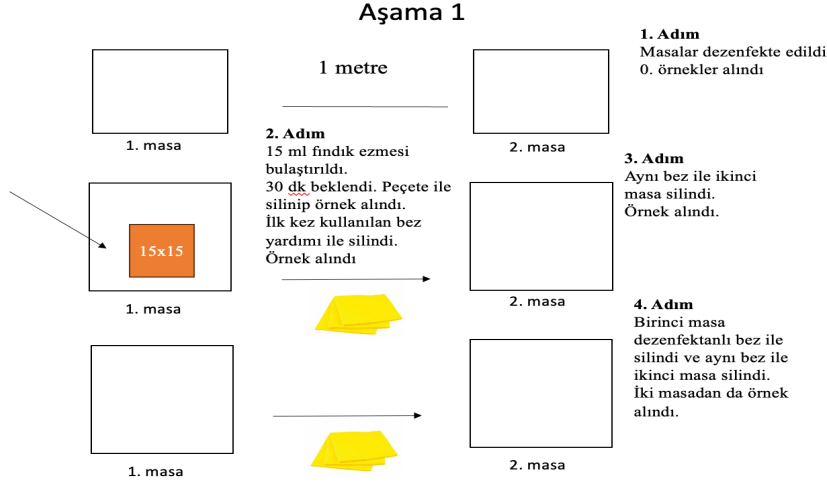 Aşama 1
1. Adım
Masalar dezenfekte edildi
0. örnekler alındı
1 metre
1. masa
2. masa
2. Adım
15 ml fındık ezmesi
bulaştırıldı.
30 dk beklendi. Peçete ile
silinip örnek alındı.
İlk kez kullanılan bez
yardımı ile silindi.
Örnek alındı
3. Adım
Aynı bez ile ikinci
masa silindi.
Örnek alındı.
15x15
1. masa
2. masa
4. Adım
Birinci masa
dezenfektanlı bez ile
silindi ve aynı bez ile
ikinci masa silindi.
İki masadan da örnek
alındı.
1. masa
2. masa